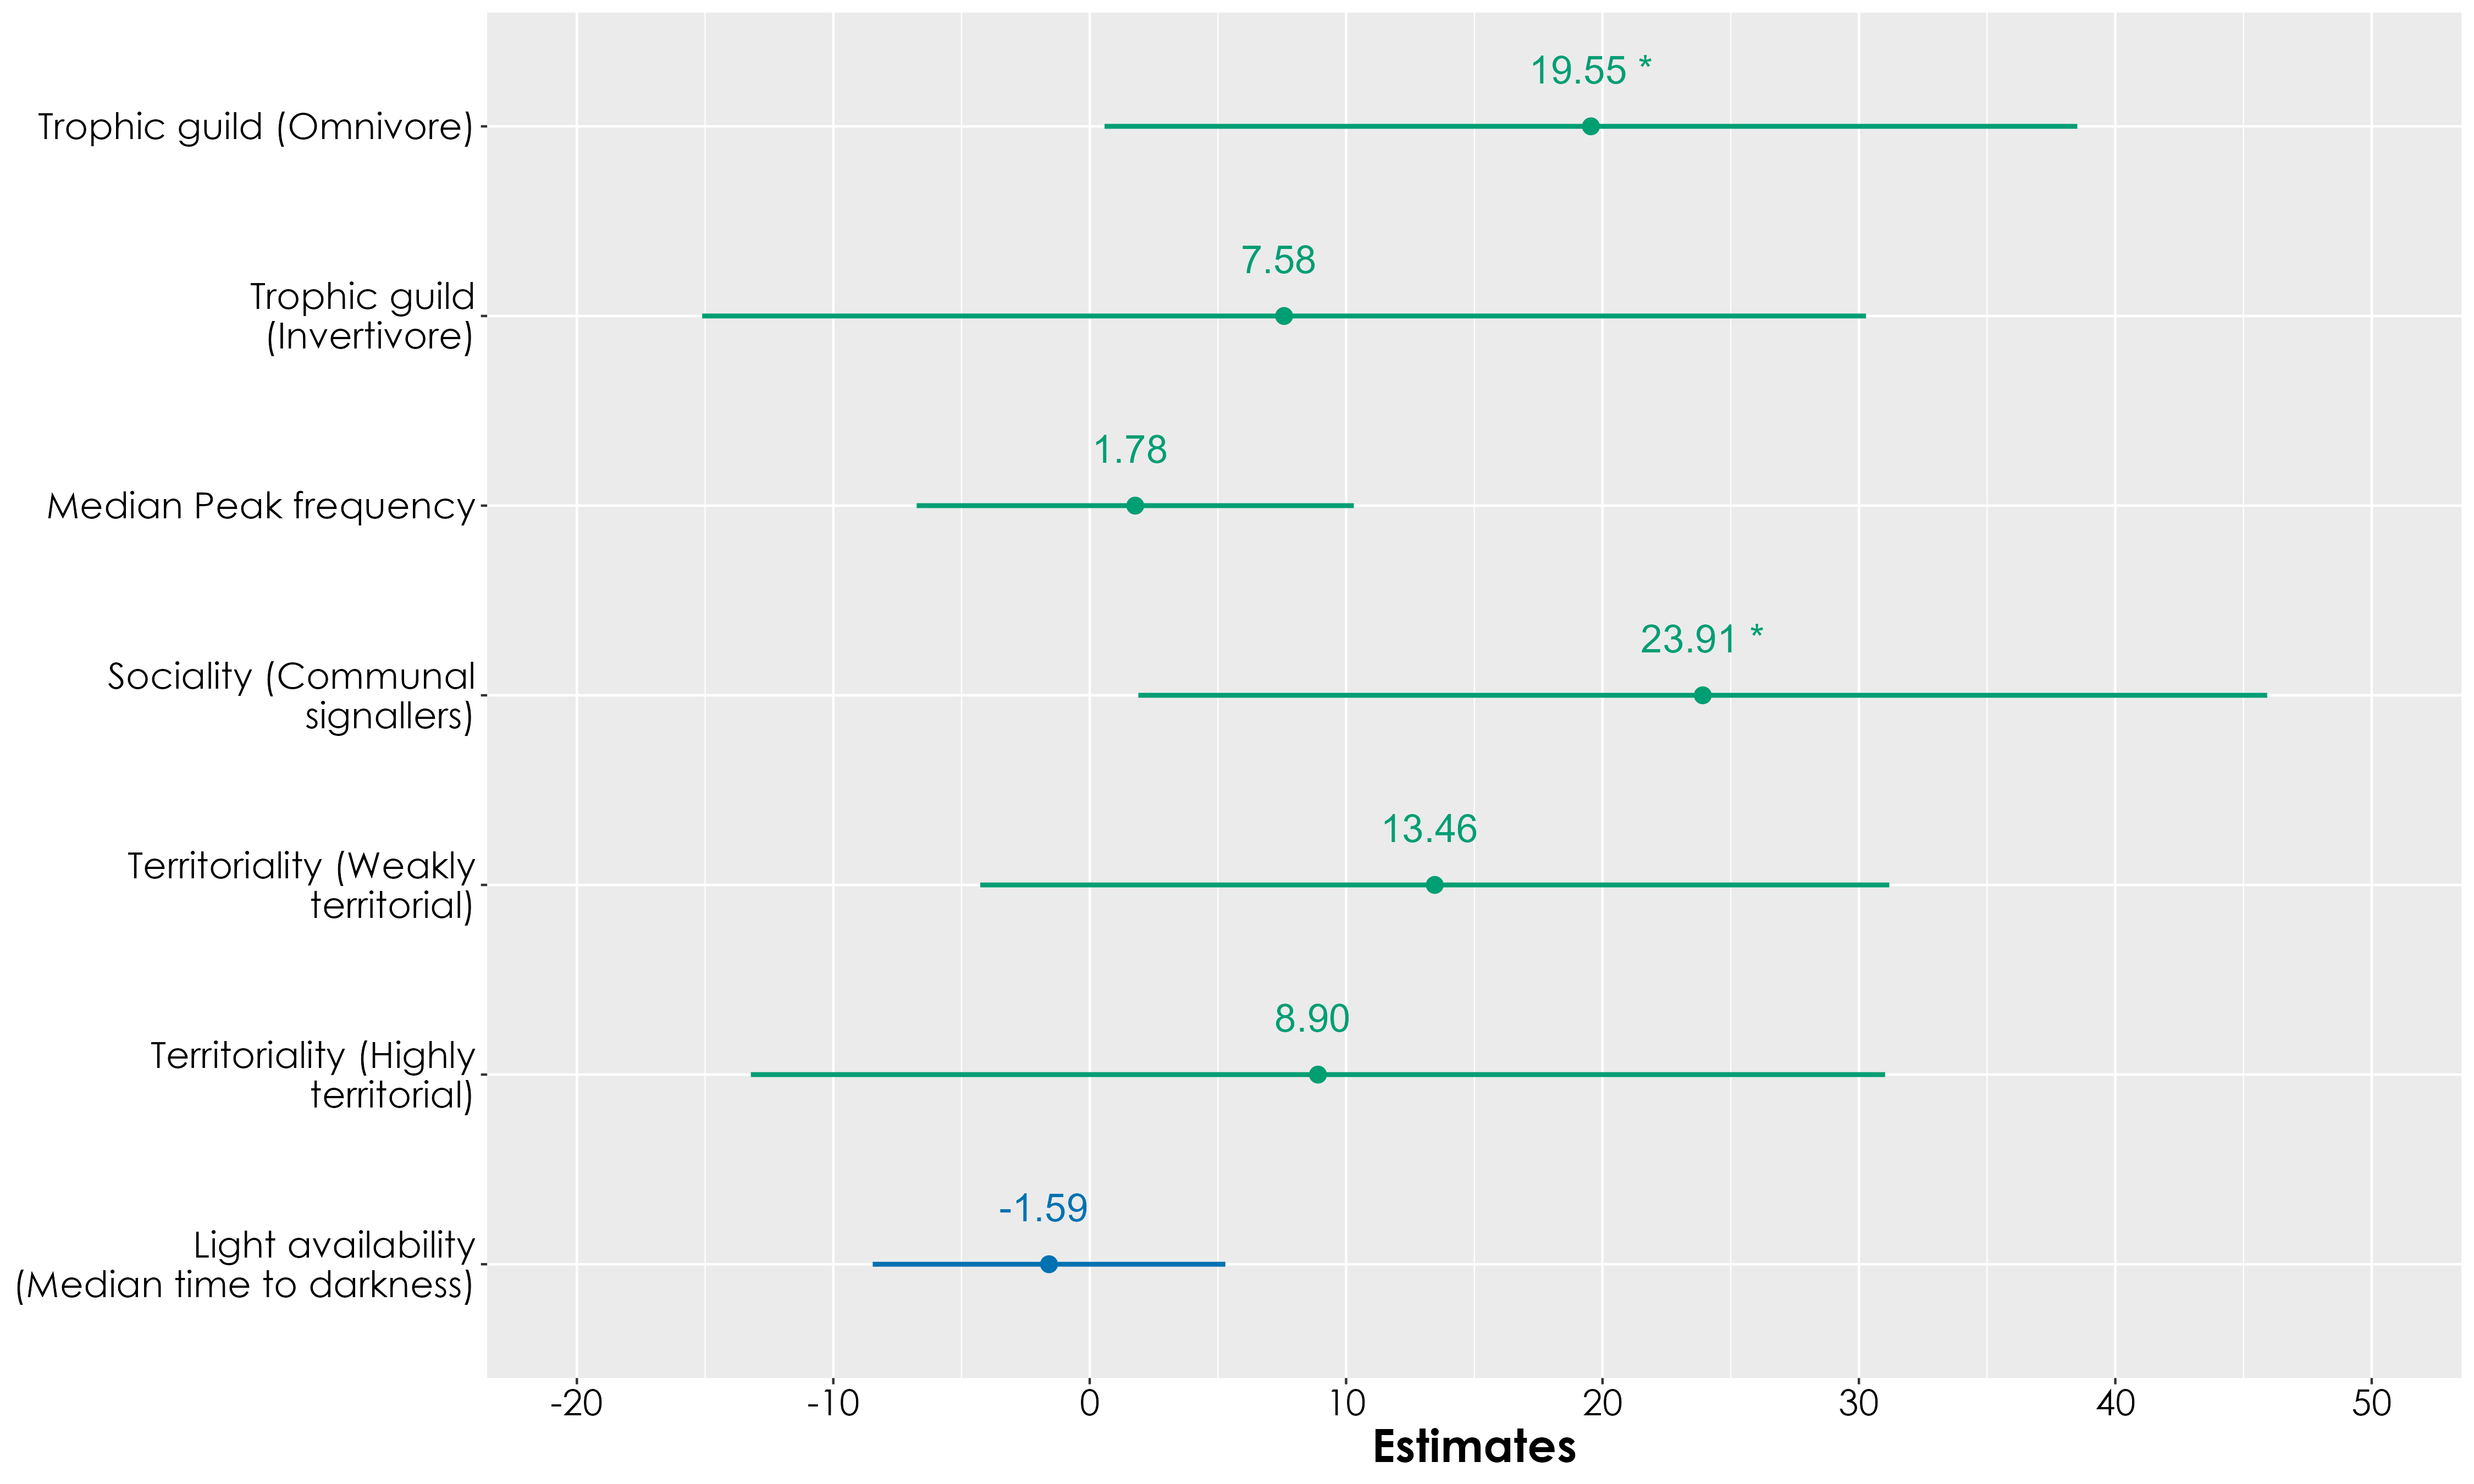 19.55 *
Trophic guild (Omnivore)
7.58
Trophic guild
(Invertivore)
1.78
Median Peak frequency
23.91 *
Sociality (Communal
signallers)
13.46
Territoriality (Weakly
territorial)
8.90
Territoriality (Highly
territorial)
-1.59
Light availability
(Median time to darkness)
-20 -10 0 10 20 30 40 50
Estimates